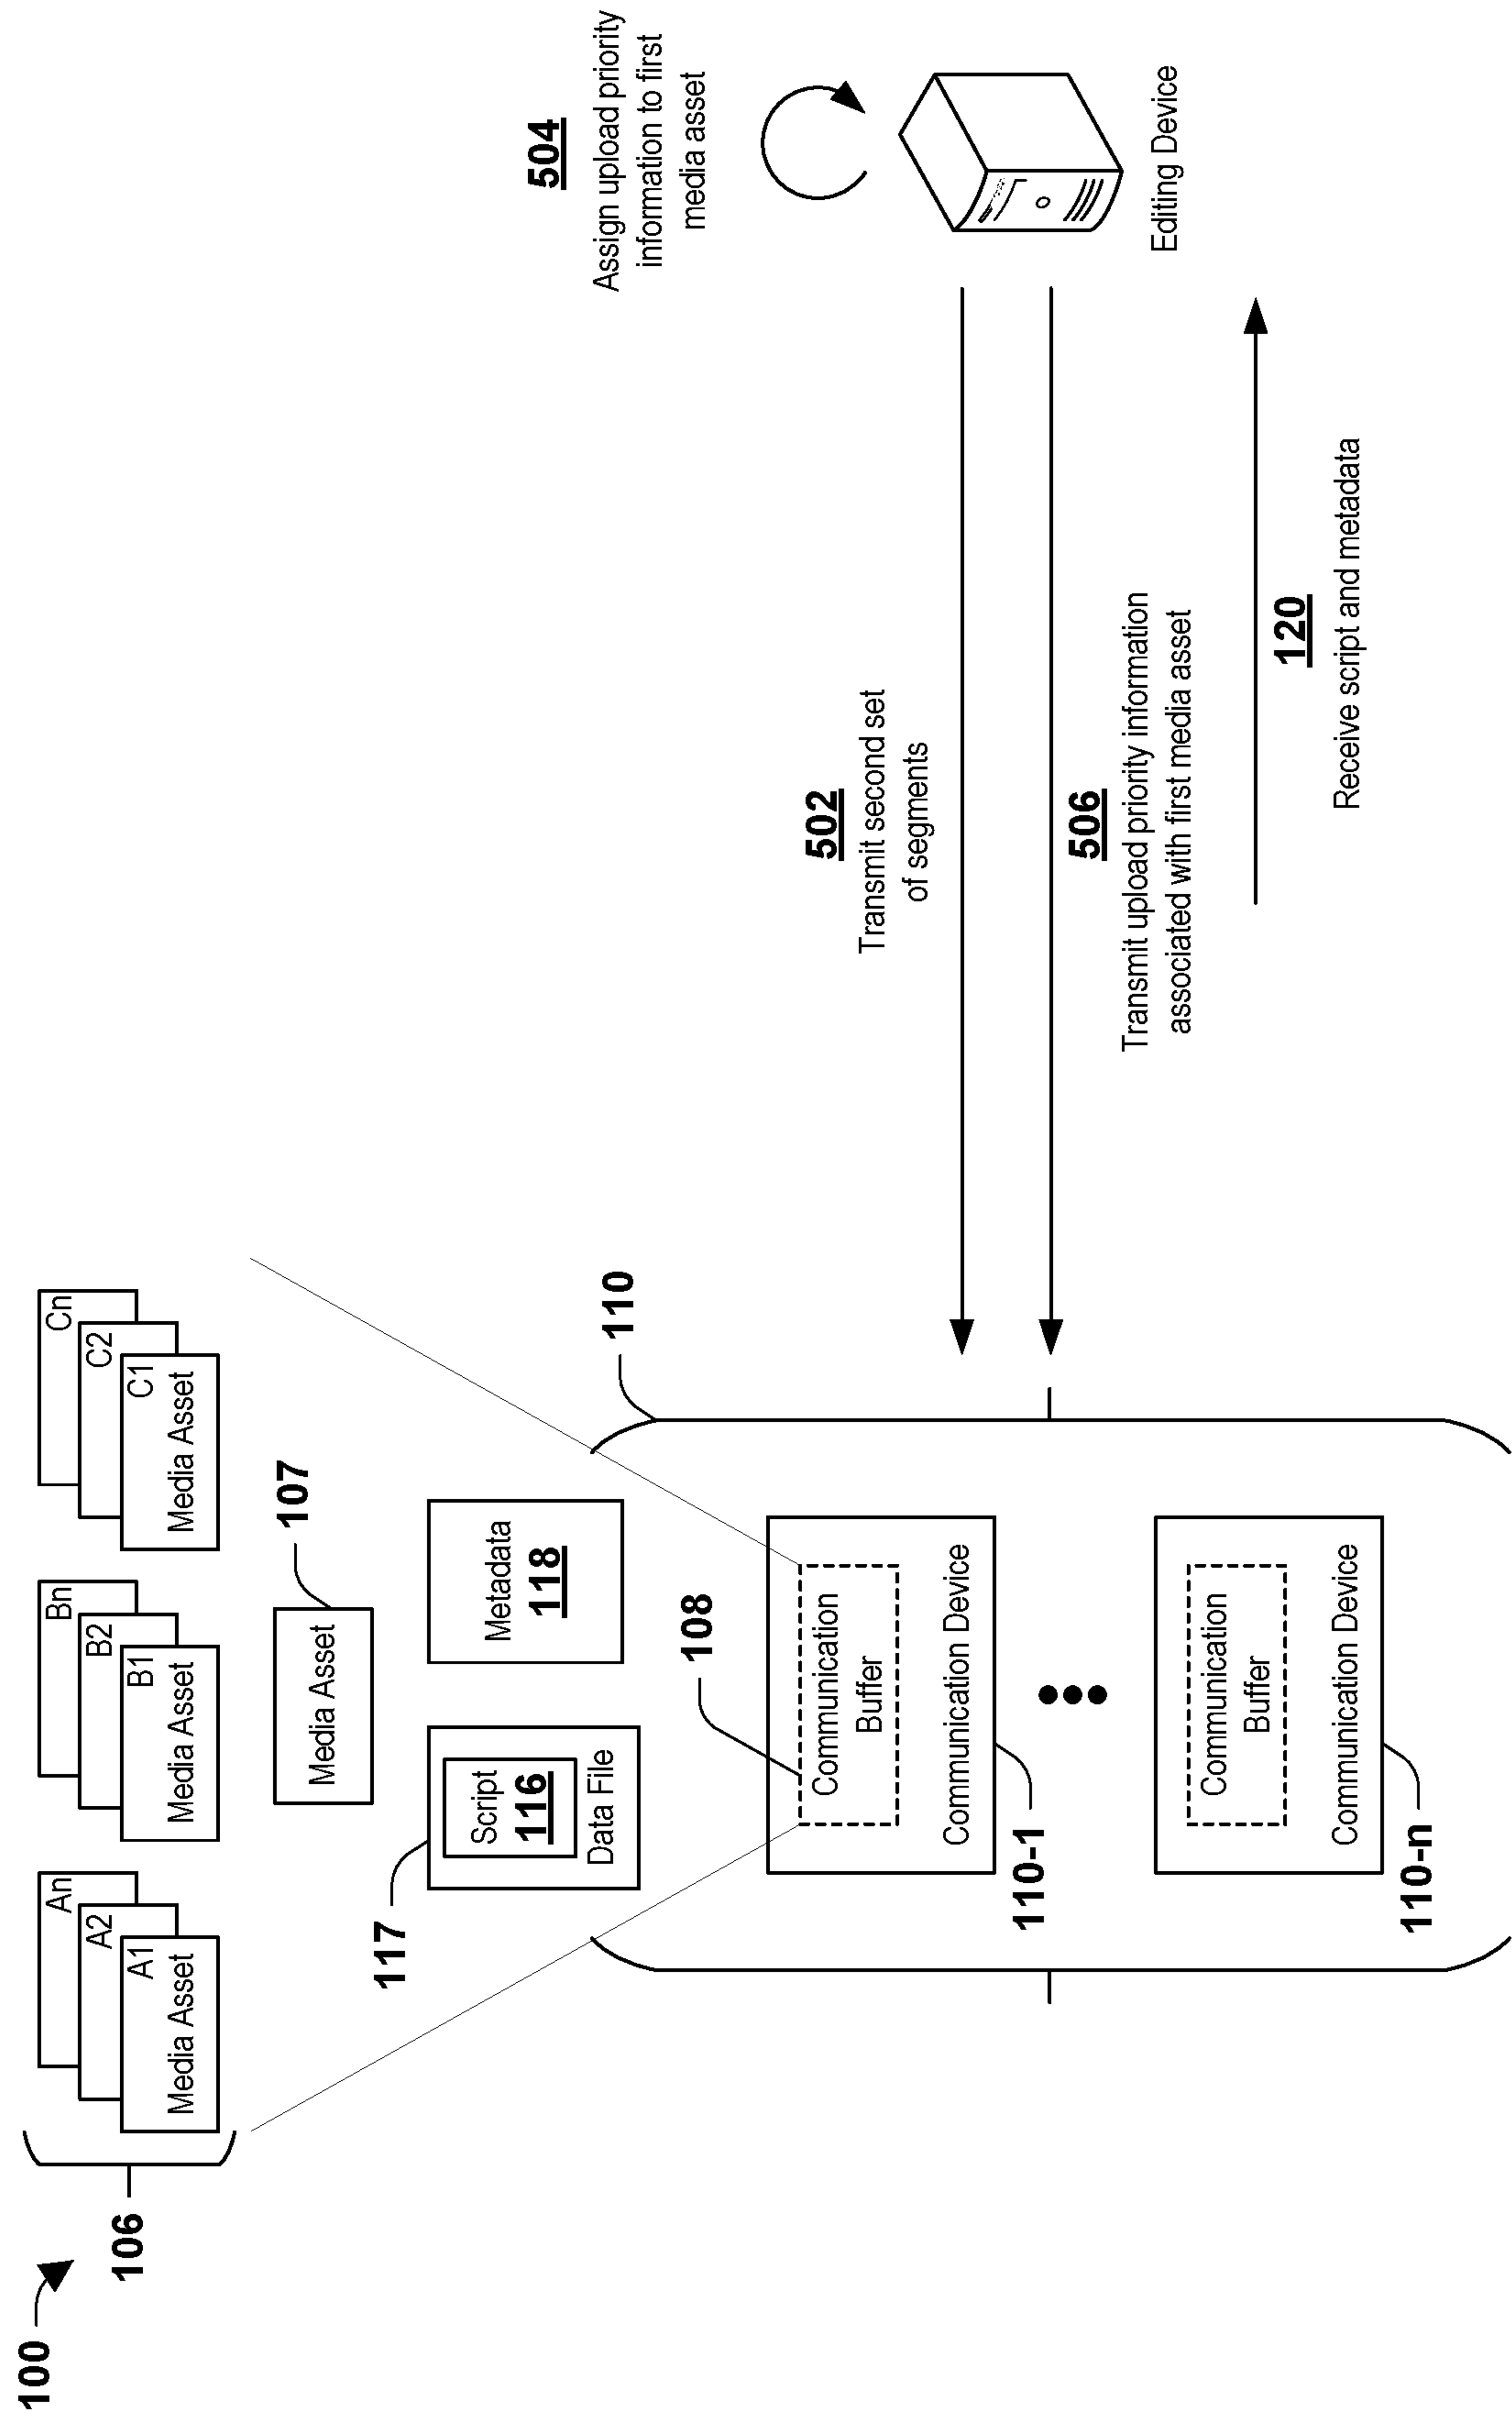 100
106
An
A2
A1
Media Asset
Bn
B2
B1
Media Asset
Cn
C2
C1
Media Asset
107
Media Asset
117
Script
116
Data File
Metadata
118
108
110
Communication
Buffer
Communication Device
110-1
Communication
Buffer
Communication Device
110-n
504
Assign upload priority
information to first
media asset
Editing Device
502
Transmit second set
of segments
506
Transmit upload priority information
associated with first media asset
120
Receive script and metadata